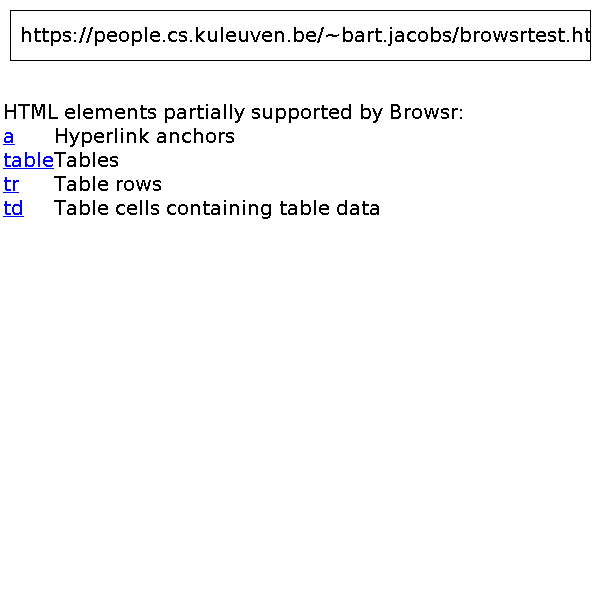 https://people.cs.kuleuven.be/~bart.jacobs/browsrtest.ht
HTML elements partially supported by Browsr:
a Hyperlink anchors
table Tables
tr Table rows
td Table cells containing table data